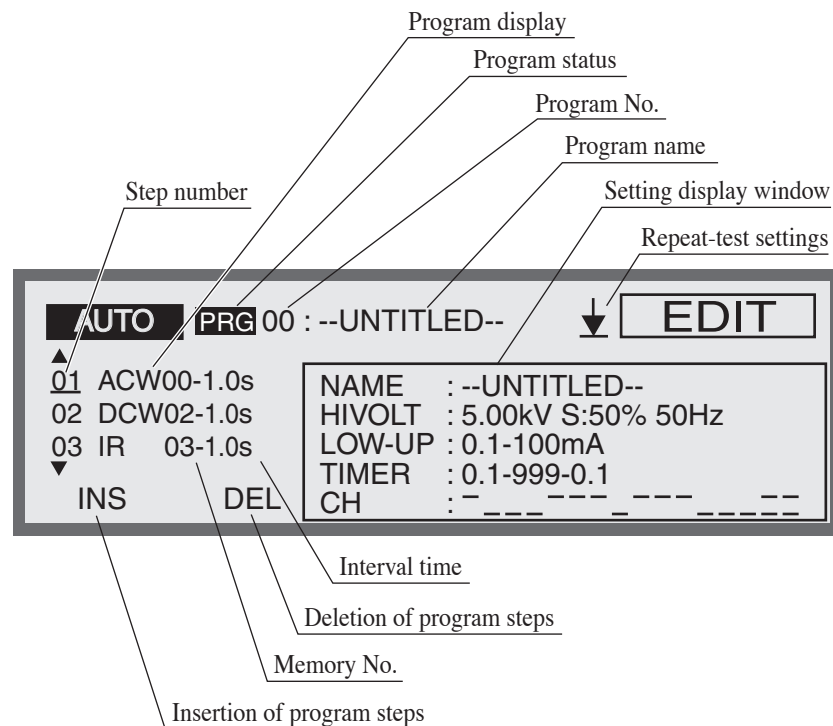 Program display
Program status
Program No.
Program name
Step number
Setting display window
Repeat-test settings
AUTO PRG 00 : --UNTITLED-- EDIT
01 ACW00-1.0s
02 DCW02-1.0s
03 IR 03-1.0s
INS DEL
NAME : --UNTITLED--
HIVOLT : 5.00kV S:50% 50Hz
LOW-UP : 0.1-100mA
TIMER : 0.1-999-0.1
CH :
Interval time
Deletion of program steps
Memory No.
Insertion of program steps